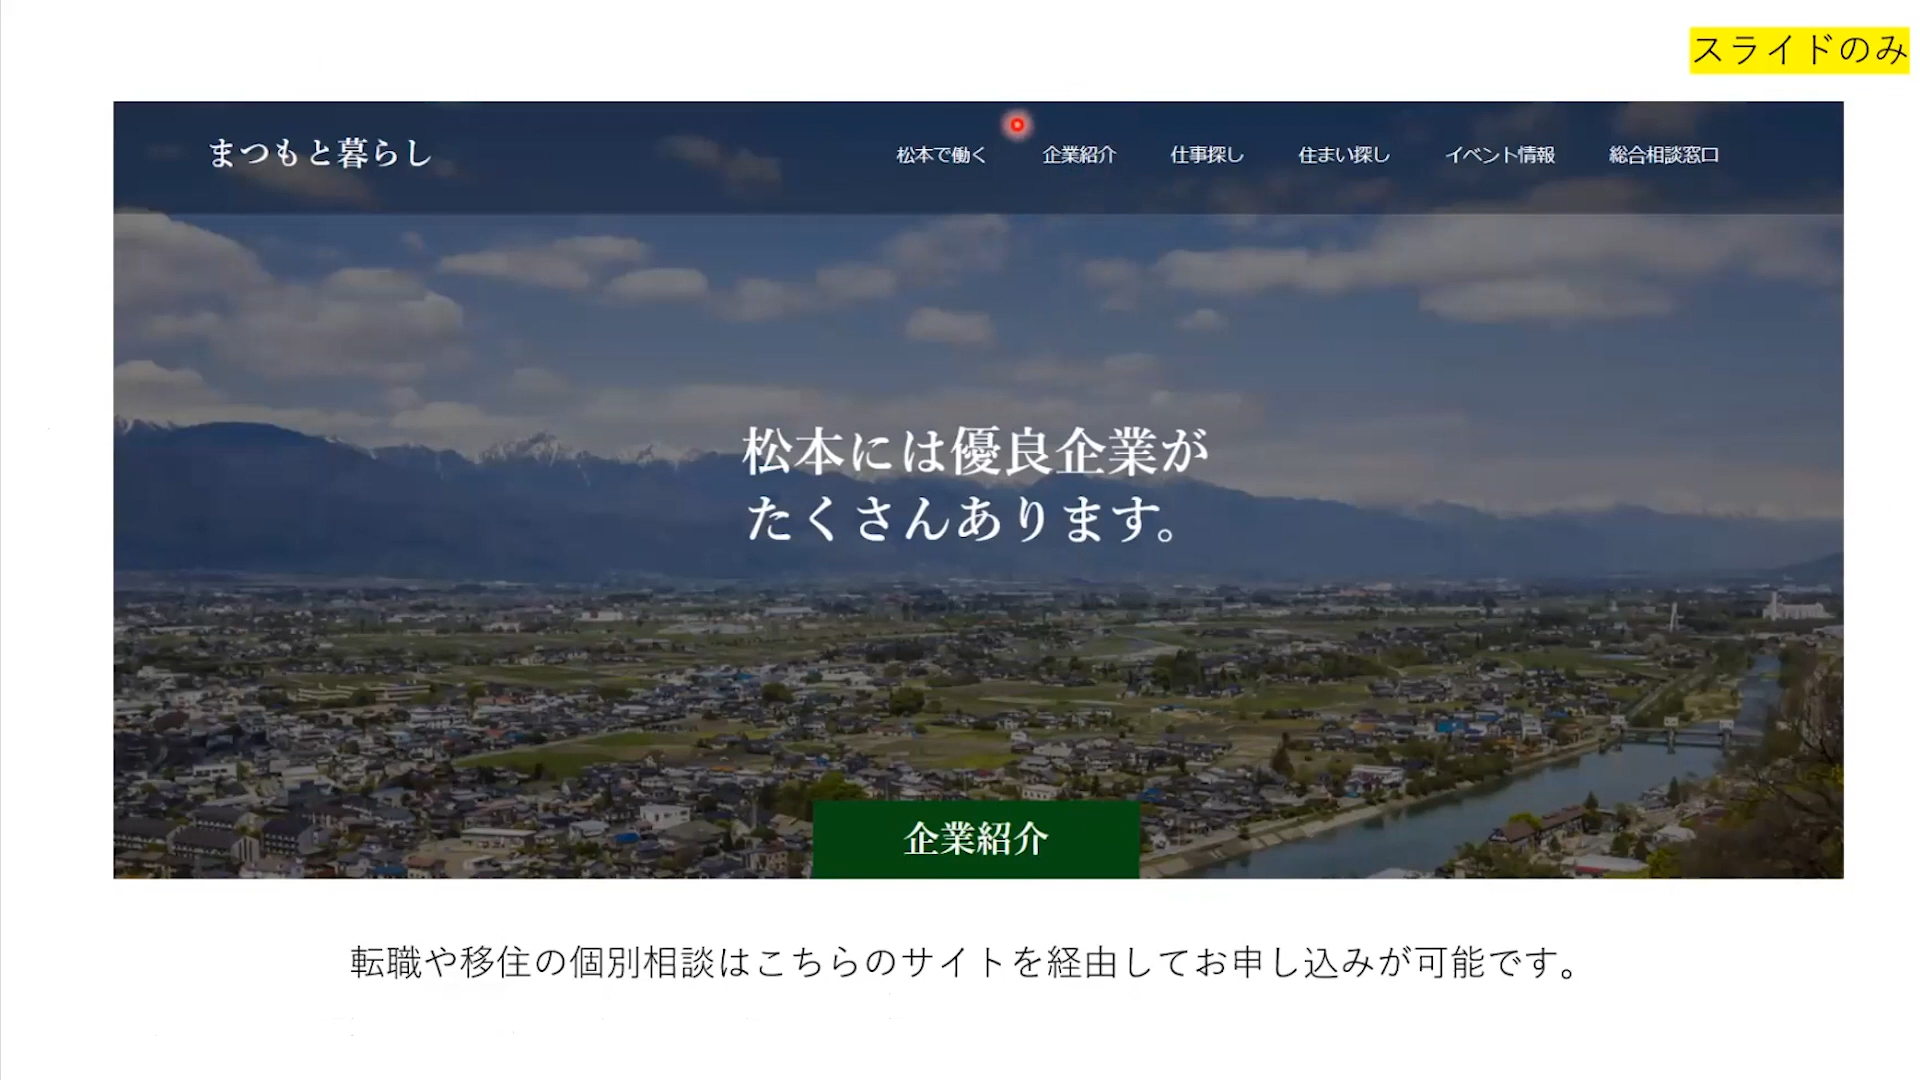 スライドのみ
まつもと暮らし
松本で働く
企業紹介
仕事探し
住まい探し
イベント情報
総合相談窓口
松本には優良企業が
たくさんあります。
企業紹介
転職や移住の個別相談はこちらのサイトを経由してお申し込みが可能です。